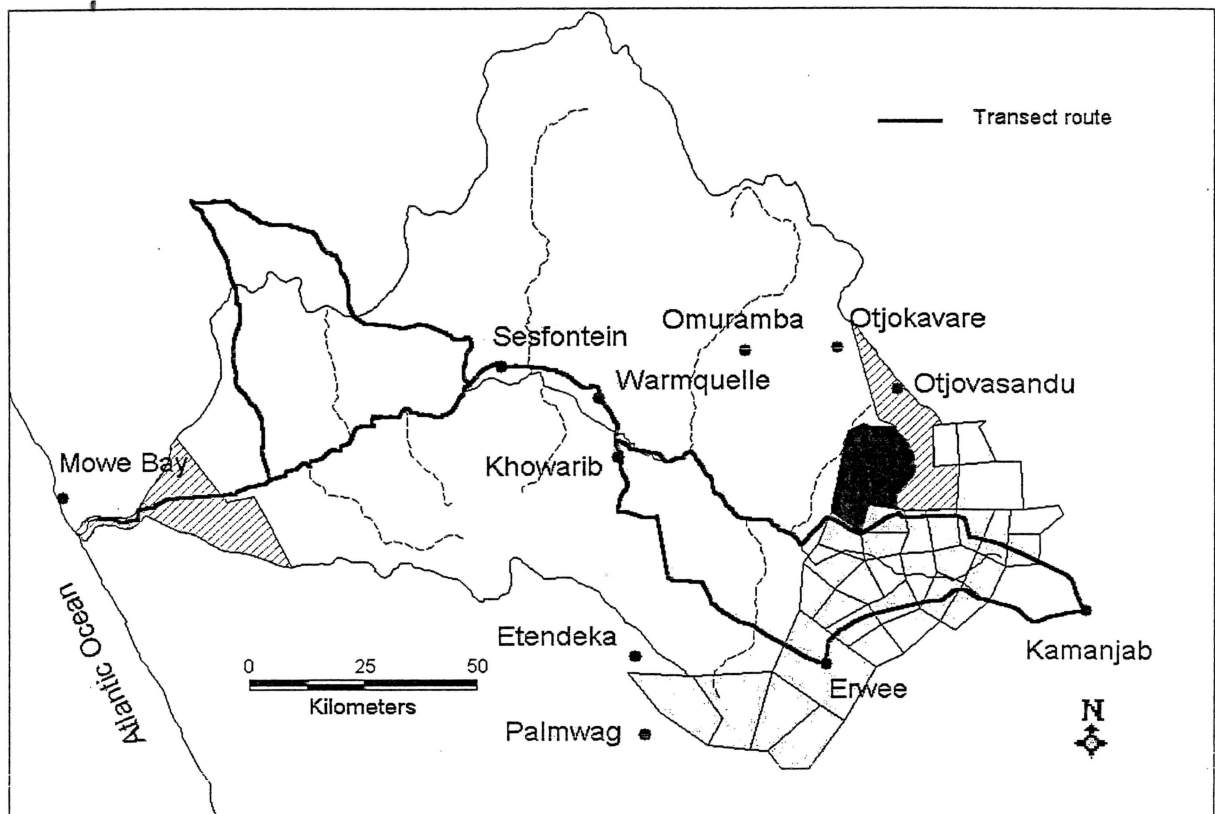 Transect route
Sesfontein
Omuramba
Otjokavare
Warmquelle
Otjovasandu
Mowe Bay
Khowarib
Atlantic Ocean
Etendeka
Kamanjab
0 25 50
Kilometers
Erwee
Palmwag
N